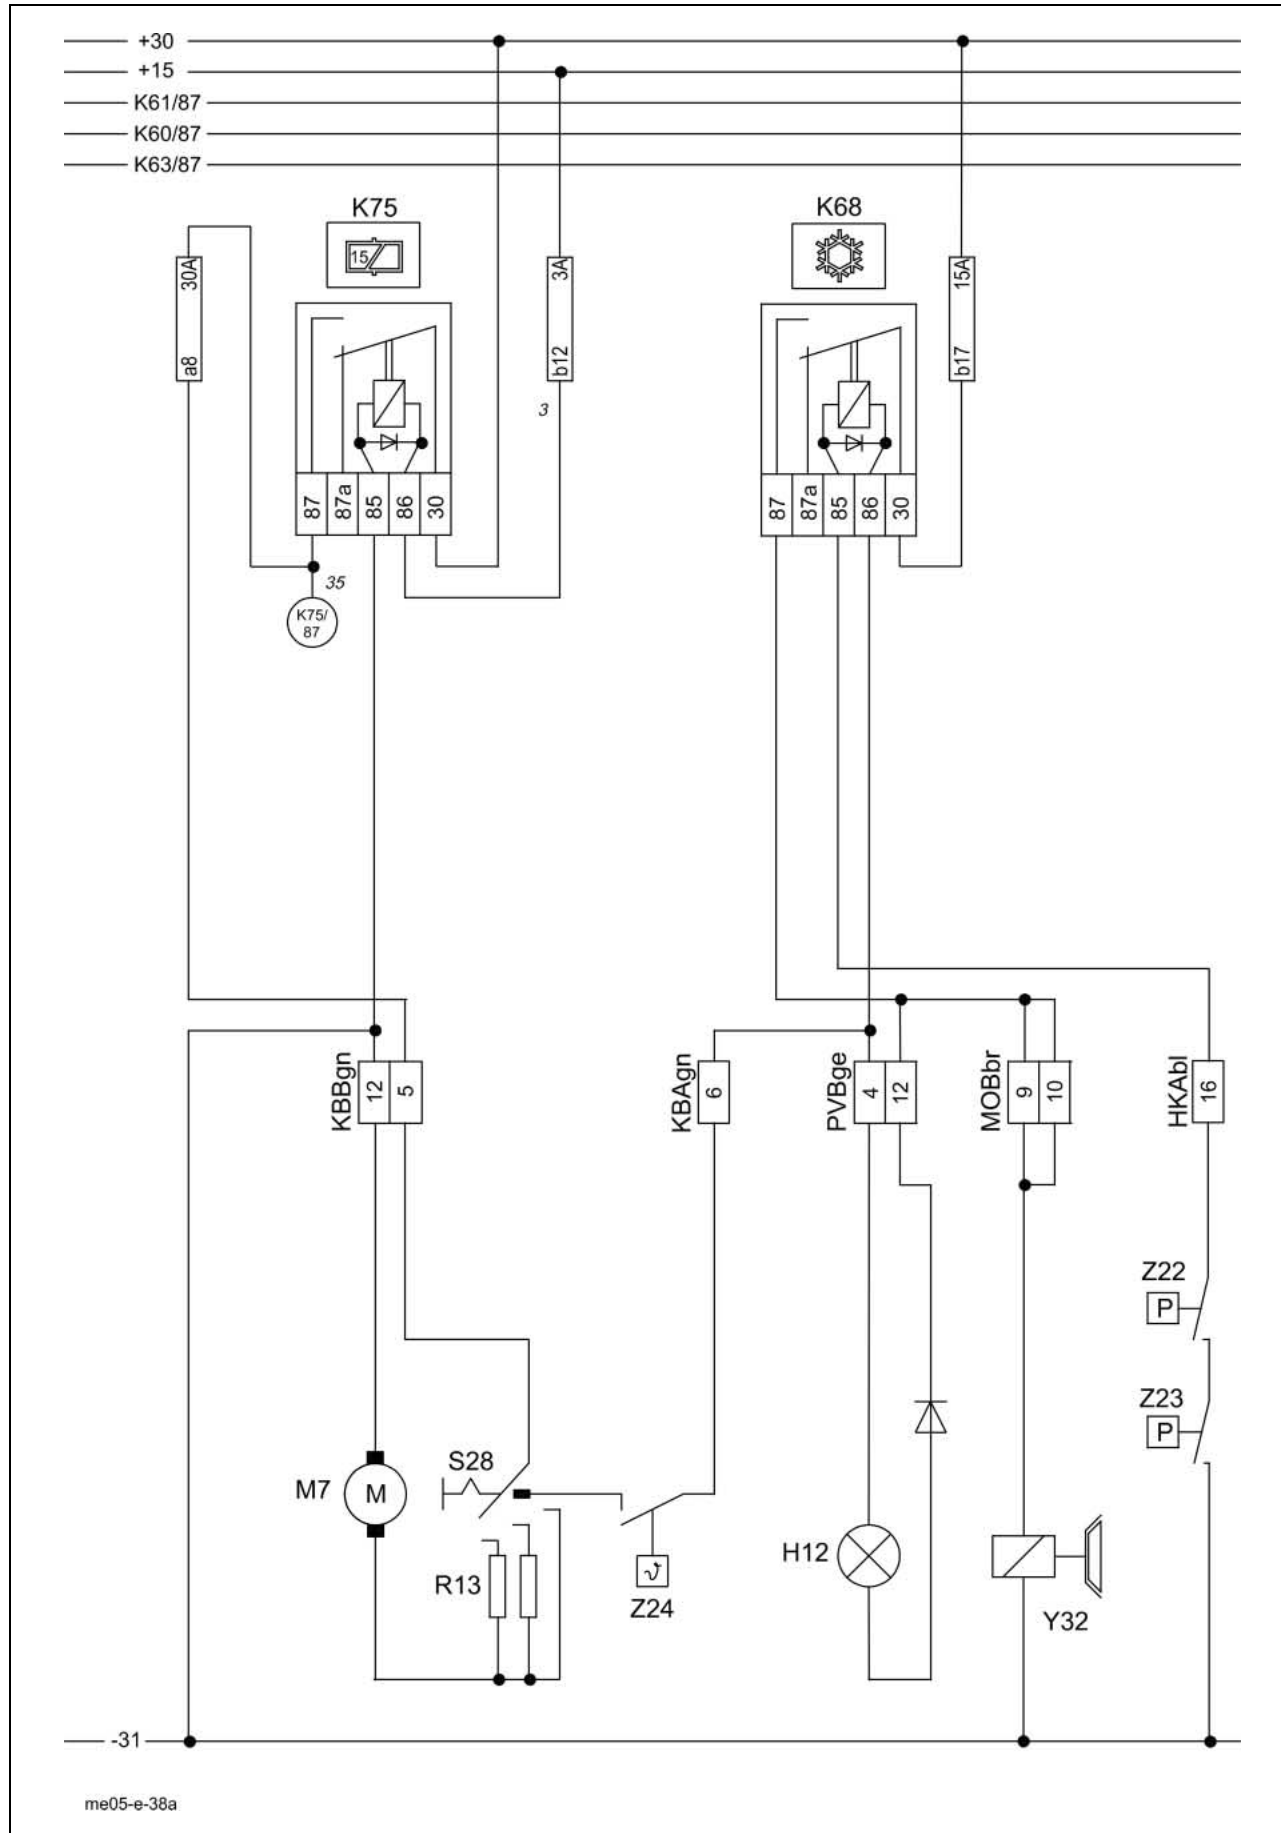 +30
+15
K61/87
K60/87
K63/87
K75
K68
15
30A
a8
3A
b12
15A
b17
3
87
87a
85
86
30
87
87a
85
86
30
35
K75/
87
KBBgn
12
5
KBAgn
6
PVBge
4
12
MOBbr
9
10
HKAbl
16
Z22
P
Z23
P
S28
M7
M
R13
ϑ
Z24
H12
Y32
-31
me05-e-38a